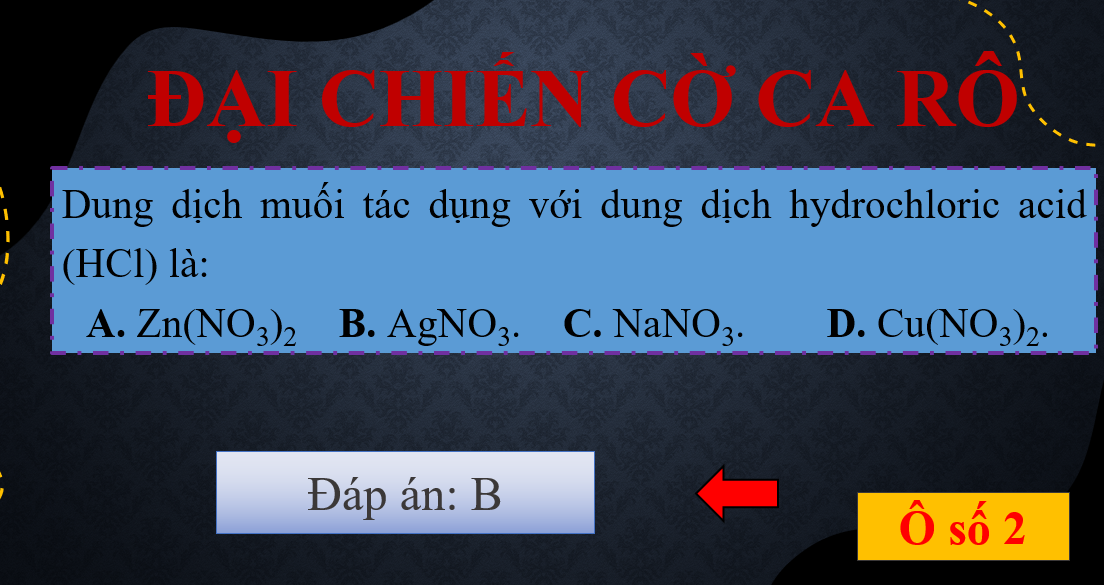 ĐẠI CHIẾN CỜ CA RÔ
Dung dịch muối tác dụng với dung dịch hydrochloric acid
(HCl) là:
A. Zn(NO₃)₂ B. AgNO₃. C. NaNO₃. D. Cu(NO₃)₂.
Đáp án: B
Ô số 2